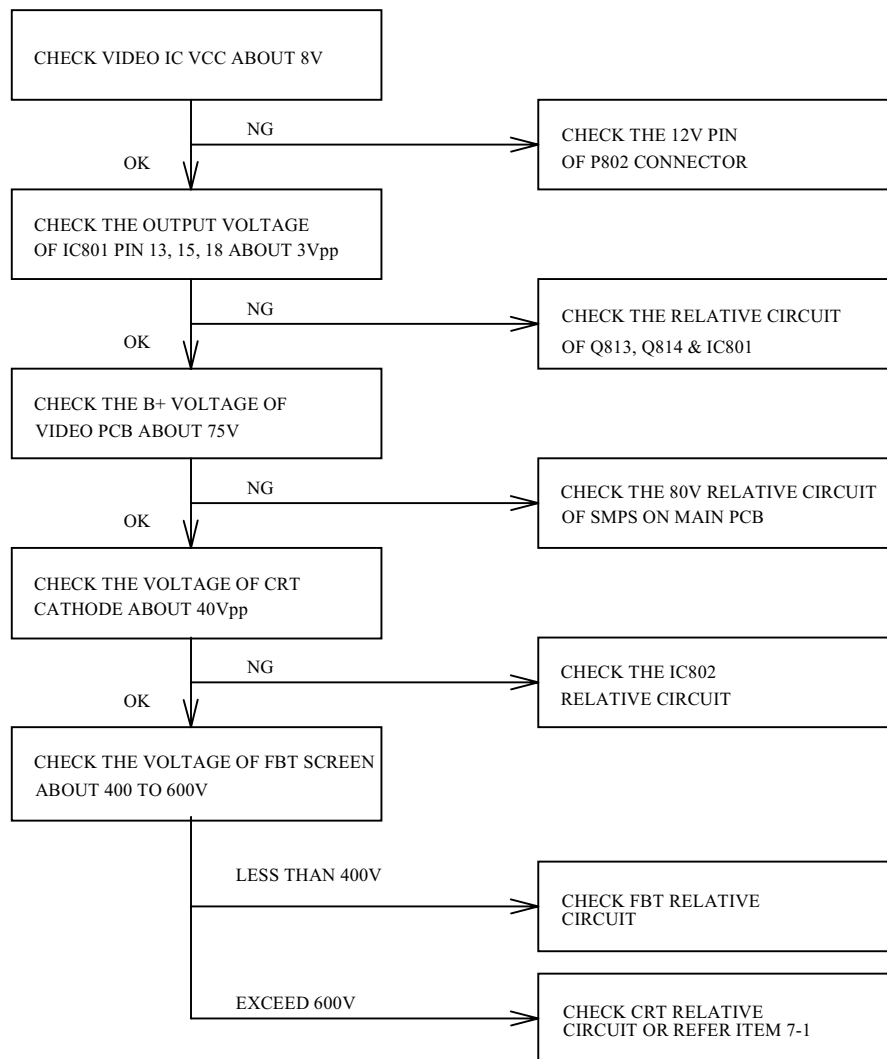 CHECK VIDEO IC VCC ABOUT 8V
NG
OK
CHECK THE 12V PIN
OF P802 CONNECTOR
CHECK THE OUTPUT VOLTAGE
OF IC801 PIN 13, 15, 18 ABOUT 3Vpp
NG
OK
CHECK THE RELATIVE CIRCUIT
OF Q813, Q814 & IC801
CHECK THE B+ VOLTAGE OF
VIDEO PCB ABOUT 75V
NG
OK
CHECK THE 80V RELATIVE CIRCUIT
OF SMPS ON MAIN PCB
CHECK THE VOLTAGE OF CRT
CATHODE ABOUT 40Vpp
NG
OK
CHECK THE IC802
RELATIVE CIRCUIT
CHECK THE VOLTAGE OF FBT SCREEN
ABOUT 400 TO 600V
LESS THAN 400V
CHECK FBT RELATIVE
CIRCUIT
EXCEED 600V
CHECK CRT RELATIVE
CIRCUIT OR REFER ITEM 7-1